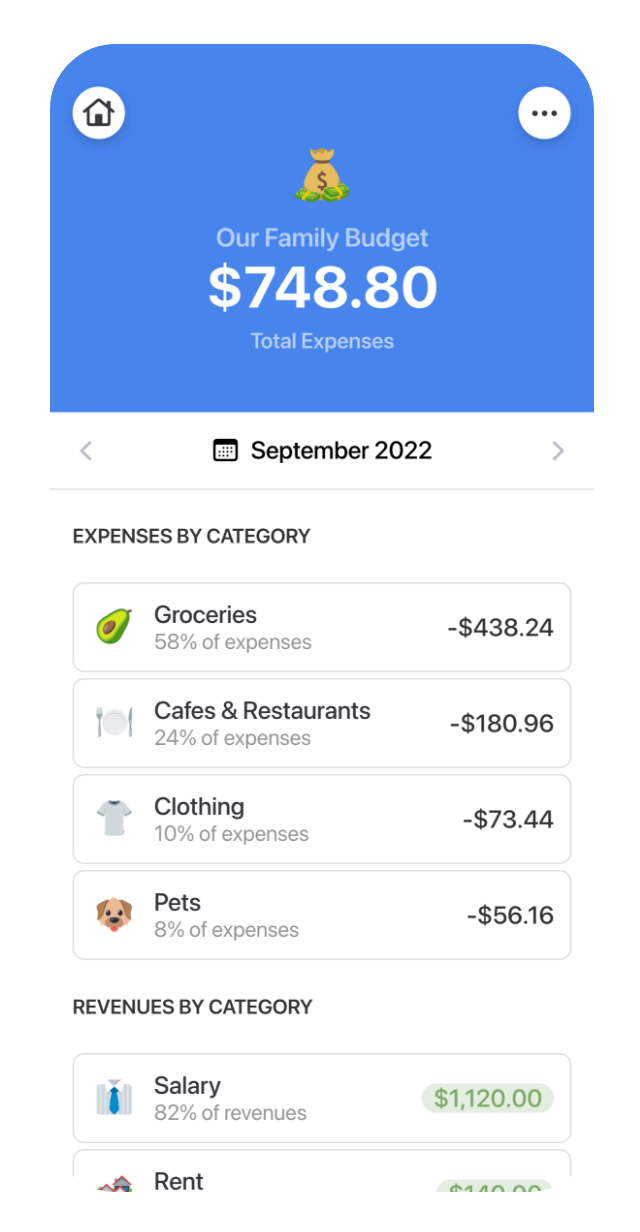 Our Family Budget
$748.80
Total Expenses
September 2022
EXPENSES BY CATEGORY
Groceries
58% of expenses
-$438.24
Cafes & Restaurants
24% of expenses
-$180.96
Clothing
10% of expenses
-$73.44
Pets
8% of expenses
-$56.16
REVENUES BY CATEGORY
Salary
82% of revenues
$1,120.00
Rent
$140.00